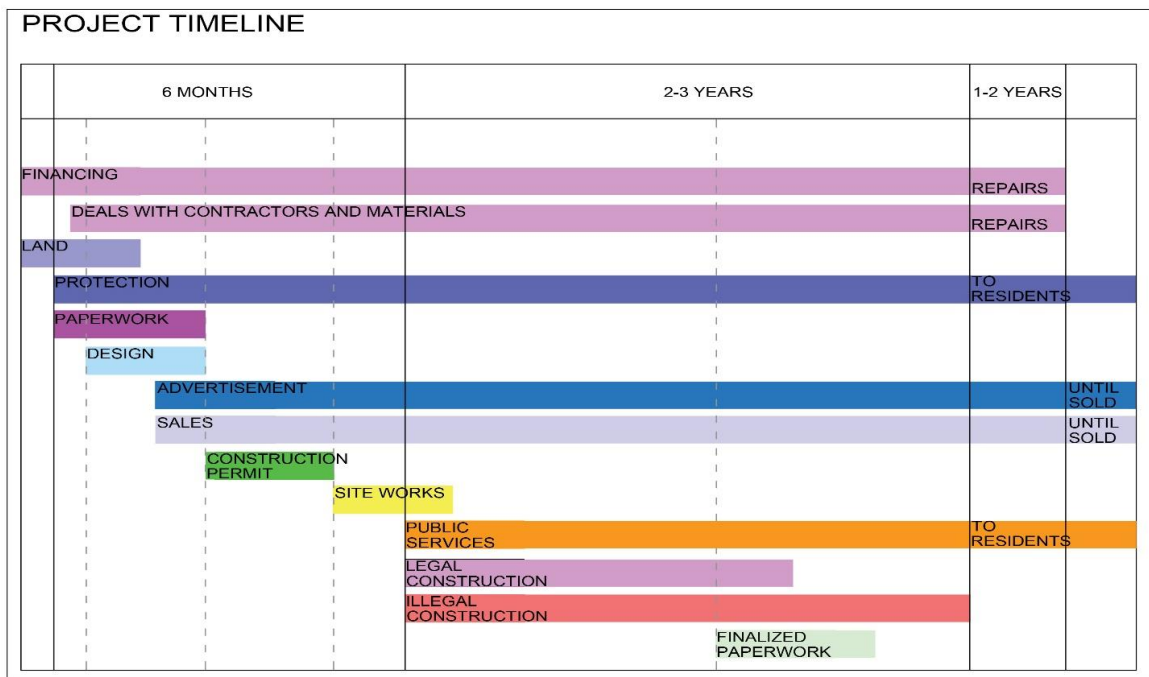 PROJECT TIMELINE
6 MONTHS
2-3 YEARS
1-2 YEARS
FINANCING
REPAIRS
DEALS WITH CONTRACTORS AND MATERIALS
REPAIRS
LAND
PROTECTION
TO
RESIDENTS
PAPERWORK
DESIGN
ADVERTISEMENT
UNTIL
SOLD
SALES
UNTIL
SOLD
CONSTRUCTION
PERMIT
SITE WORKS
PUBLIC
SERVICES
TO
RESIDENTS
LEGAL
CONSTRUCTION
ILLEGAL
CONSTRUCTION
FINALIZED
PAPERWORK